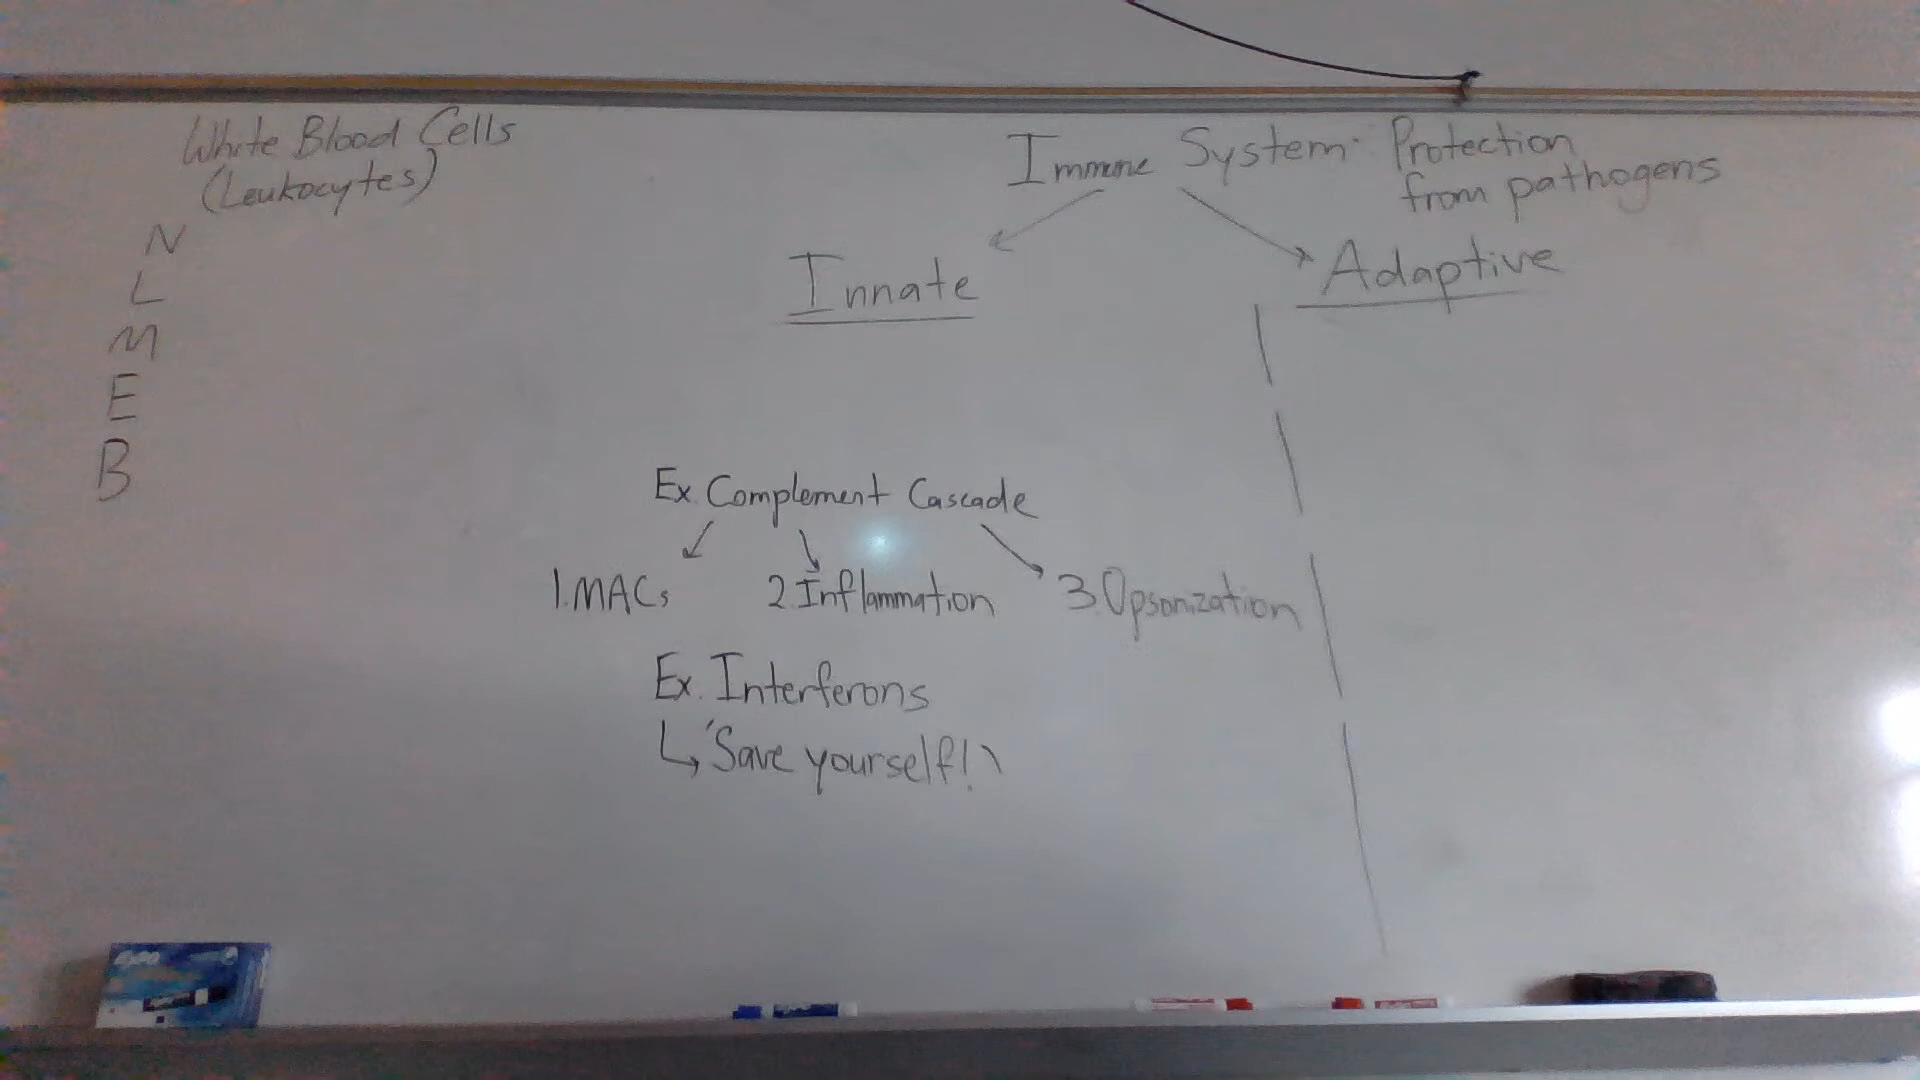 White Blood Cells
(Leukocytes)
N
L
M
E
B
Immune System: Protection
from pathogens
Innate
Adaptive
Ex. Complement Cascade
1. MACs
2. Inflammation
3. Opsonization
Ex. Interferons
"Save yourself!"
EXPO